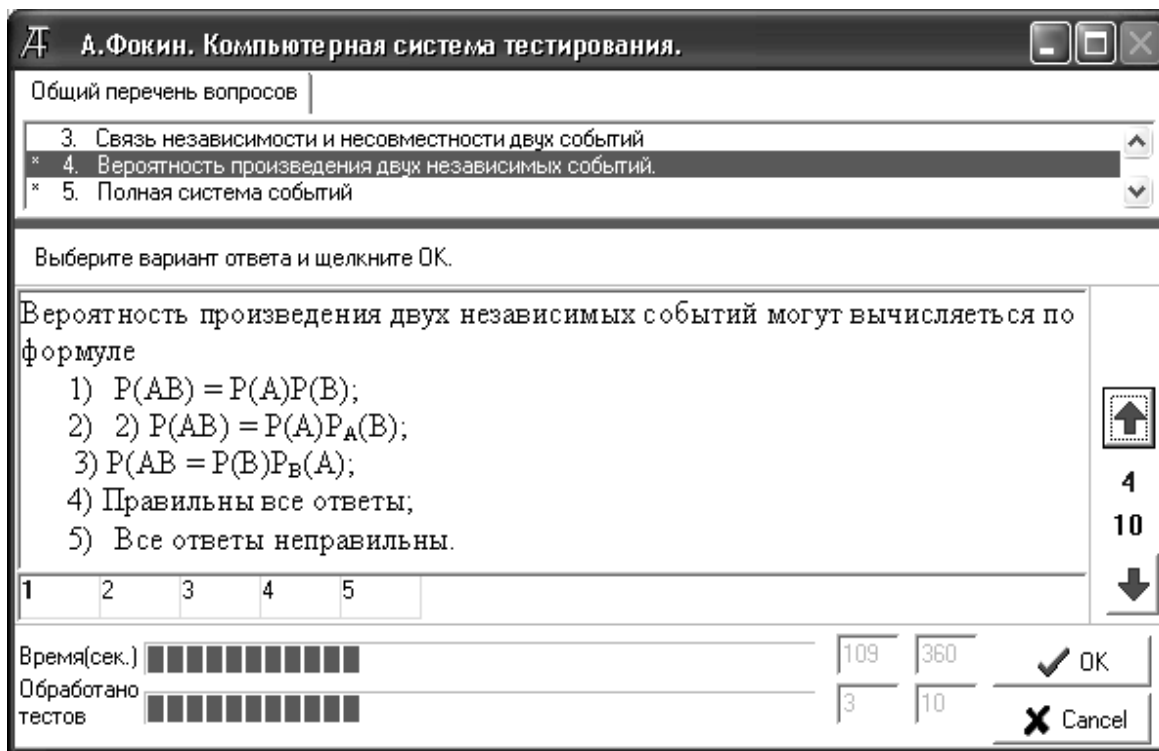 А.Фокин. Компьютерная система тестирования.
Общий перечень вопросов
3. Связь независимости и несовместности двух событий
* 4. Вероятность произведения двух независимых событий.
* 5. Полная система событий
Выберите вариант ответа и щелкните OK.
Вероятность произведения двух независимых событий могут вычисляеться по
формуле
1) P(AB) = P(A)P(B);
2) 2) P(AB) = P(A)P_A(B);
3) P(AB = P(B)P_B(A);
4) Правильны все ответы;
5) Все ответы неправильны.
4
10
1 2 3 4 5
Время(сек.) 109 360 OK
Обработано
тестов 3 10 Cancel